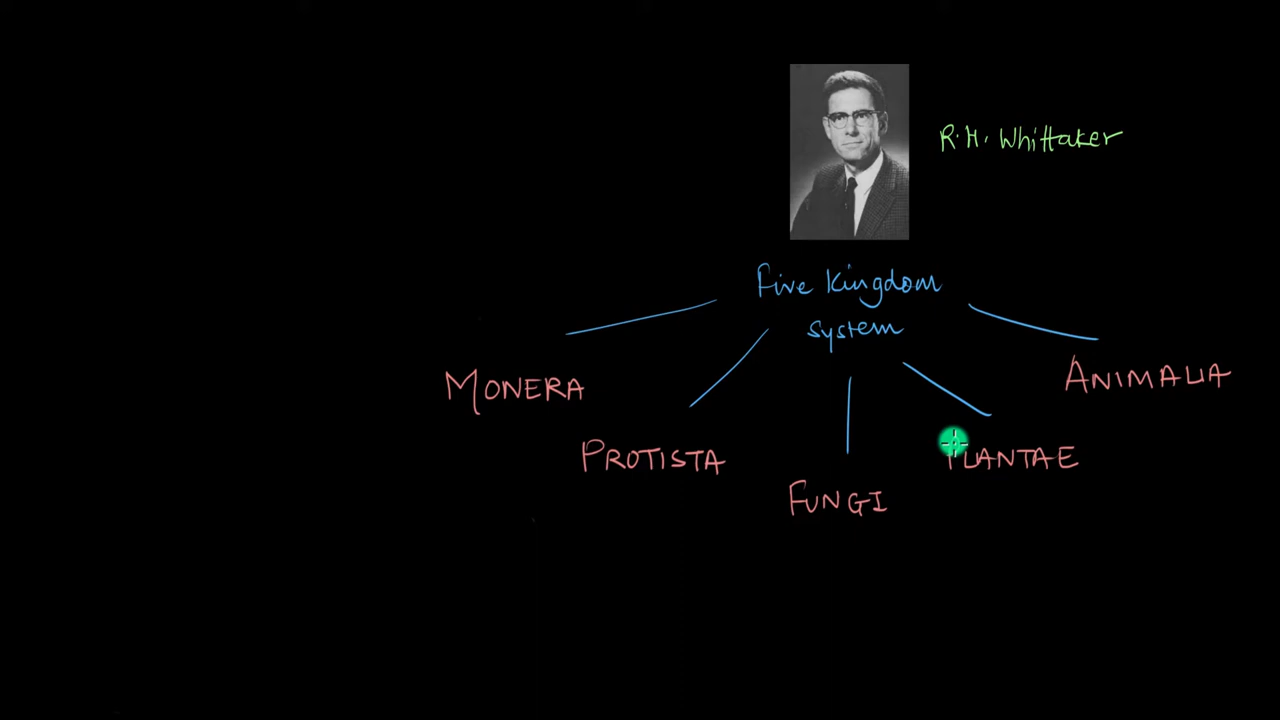 R.H. Whittaker
Five Kingdom
System
MONERA
PROTISTA
FUNGI
PLANTAE
ANIMALIA